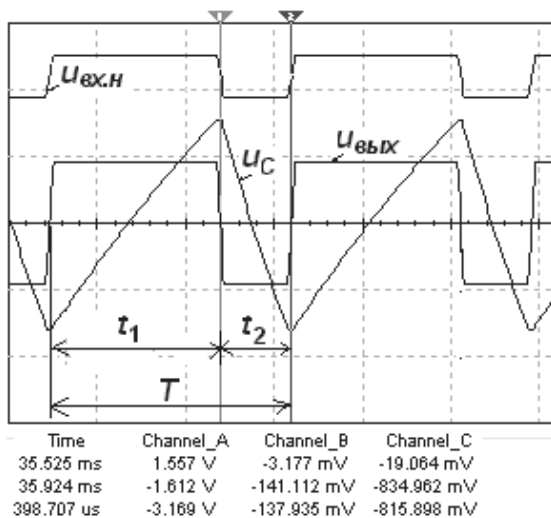 1 2
uвх.н
uC
uвых
t1 t2
T
Time Channel_A Channel_B Channel_C
35.525 ms 1.557 V -3.177 mV -19.064 mV
35.924 ms -1.612 V -141.112 mV -834.962 mV
398.707 us -3.169 V -137.935 mV -815.898 mV